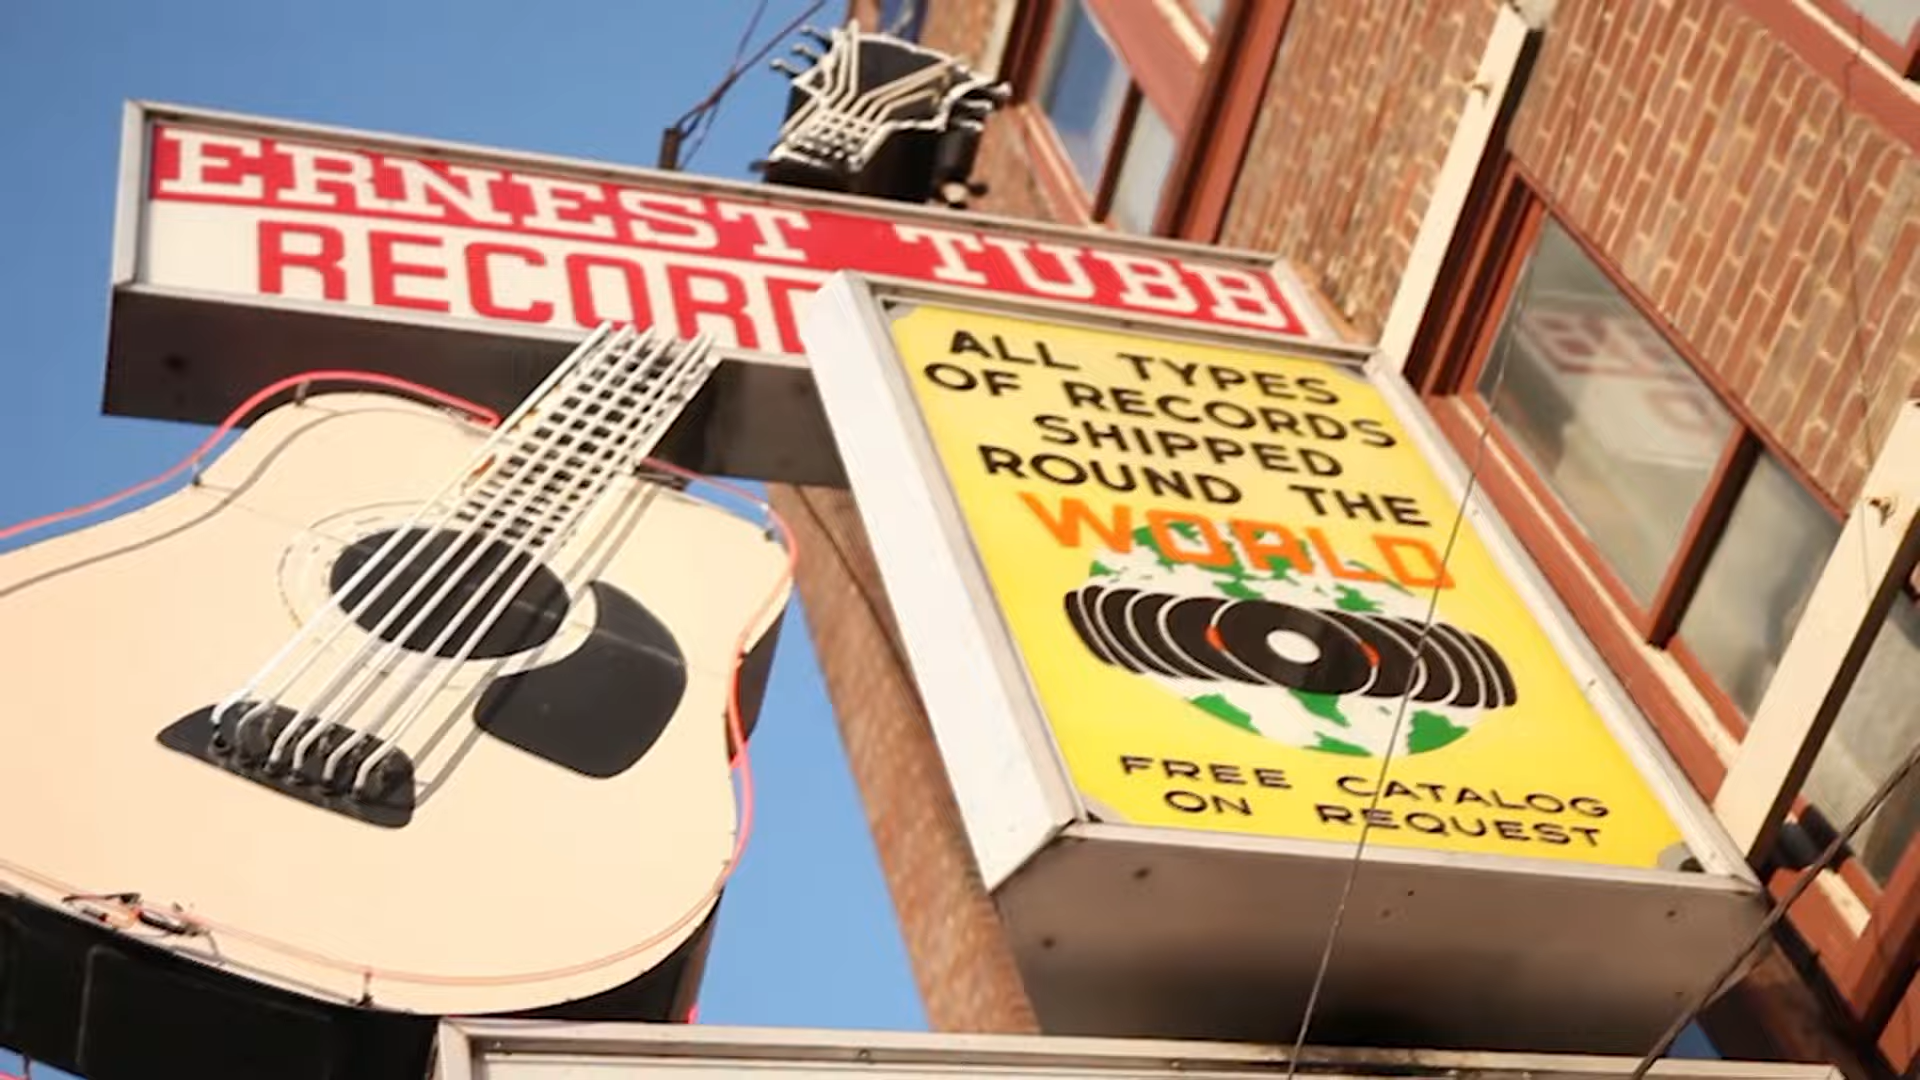 ERNEST TUBB
RECORD
ALL TYPES
OF RECORDS
SHIPPED
ROUND THE
WORLD
FREE CATALOG
ON REQUEST